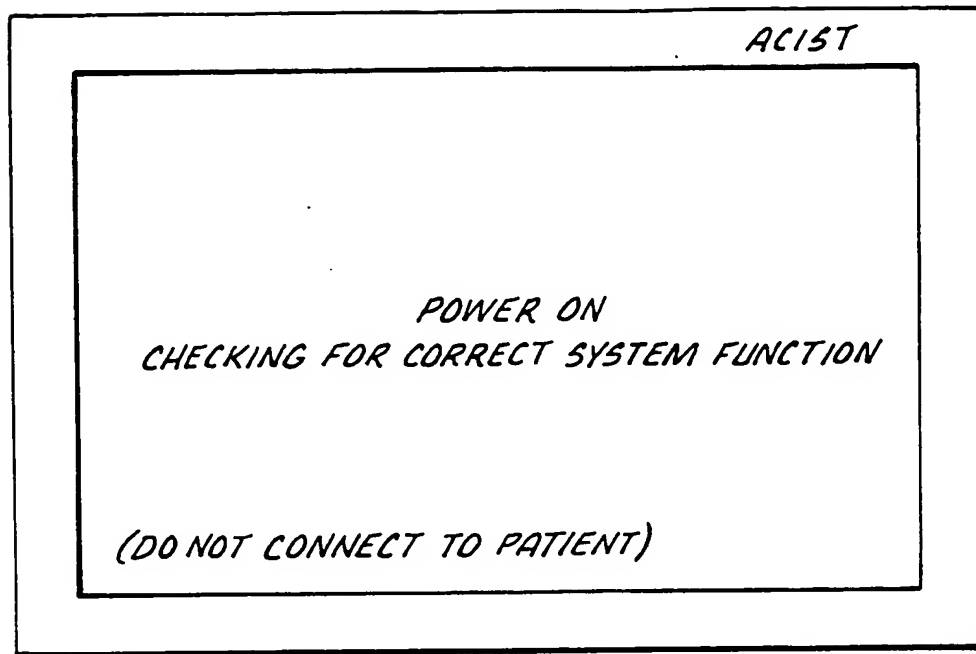 ACIST
POWER ON
CHECKING FOR CORRECT SYSTEM FUNCTION
(DO NOT CONNECT TO PATIENT)